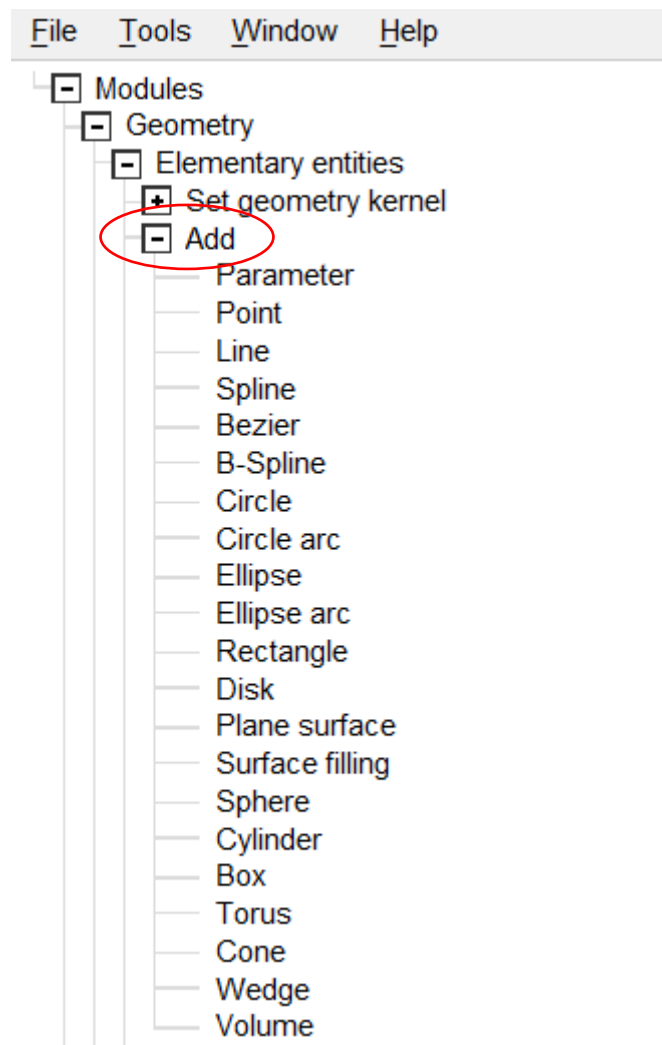 File Tools Window Help
Modules
Geometry
Elementary entities
Set geometry kernel
Add
Parameter
Point
Line
Spline
Bezier
B-Spline
Circle
Circle arc
Ellipse
Ellipse arc
Rectangle
Disk
Plane surface
Surface filling
Sphere
Cylinder
Box
Torus
Cone
Wedge
Volume